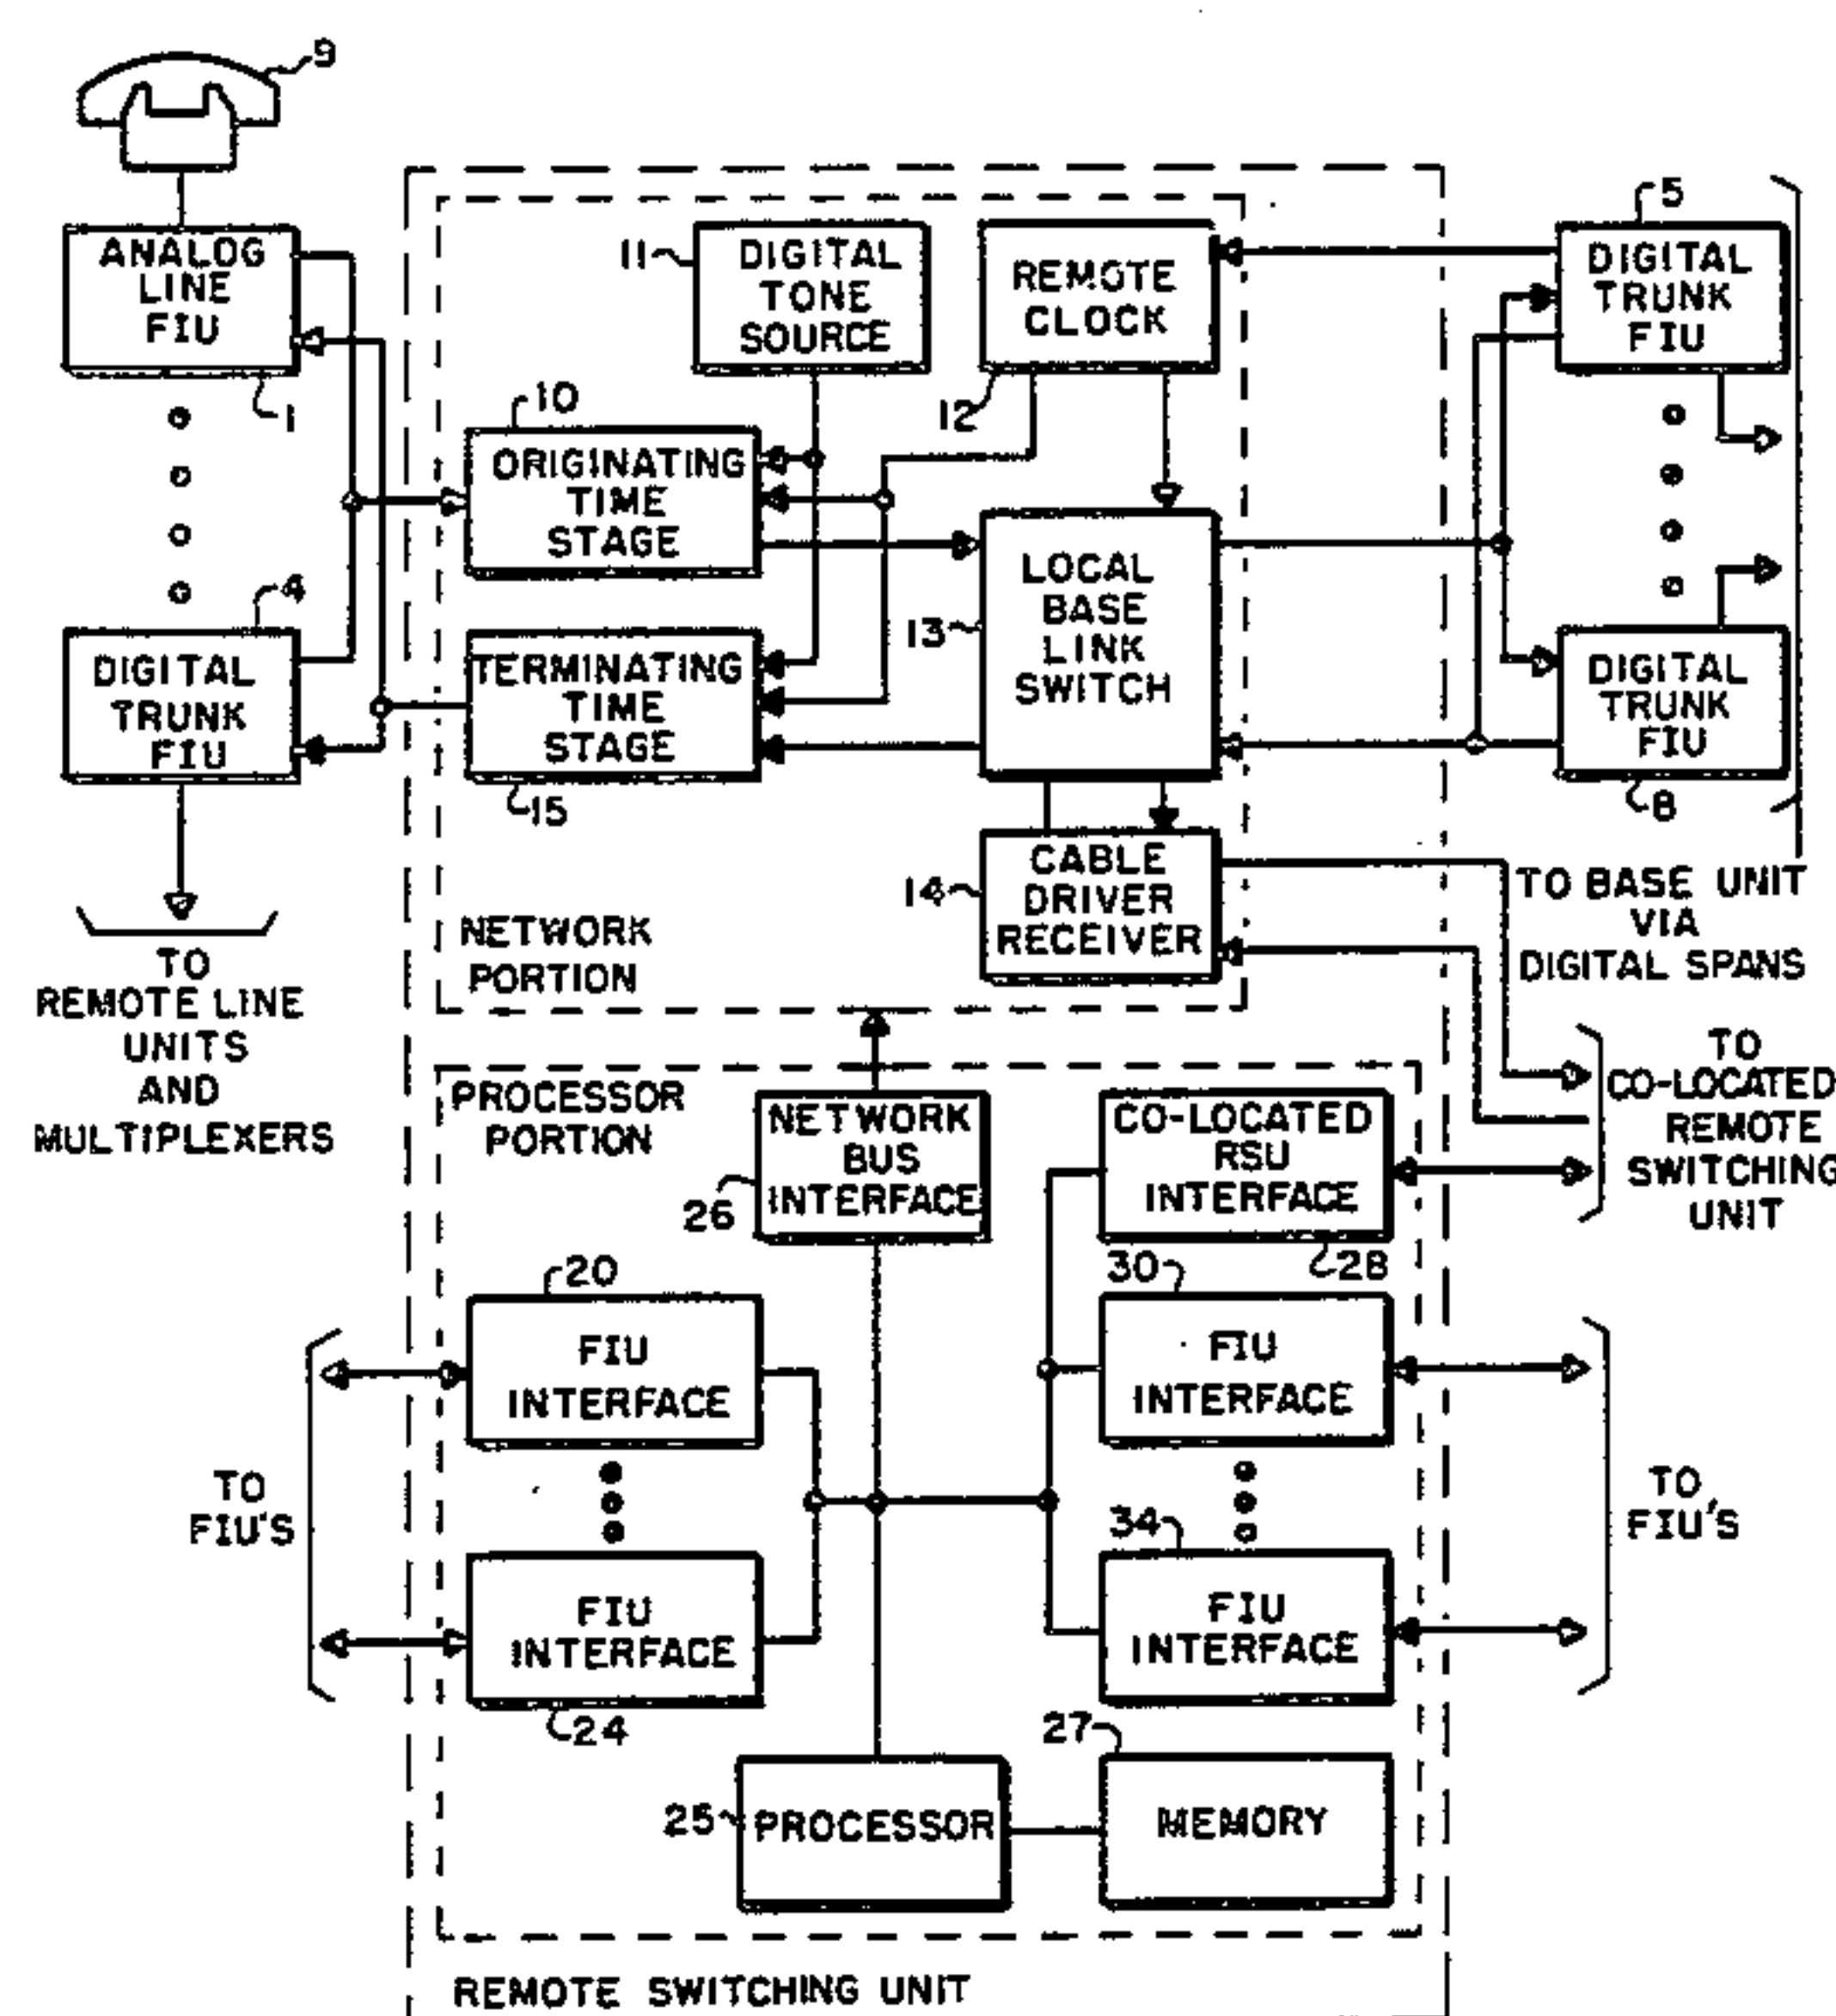 9
ANALOG
LINE
FIU
1
4
DIGITAL
TRUNK
FIU
TO
REMOTE LINE
UNITS
AND
MULTIPLEXERS
11
DIGITAL
TONE
SOURCE
REMOTE
CLOCK
12
10
ORIGINATING
TIME
STAGE
TERMINATING
TIME
STAGE
15
13
LOCAL
BASE
LINK
SWITCH
14
CABLE
DRIVER
RECEIVER
NETWORK
PORTION
5
DIGITAL
TRUNK
FIU
DIGITAL
TRUNK
FIU
8
TO BASE UNIT
VIA
DIGITAL SPANS
TO
CO-LOCATED
REMOTE
SWITCHING
UNIT
PROCESSOR
PORTION
NETWORK
BUS
INTERFACE
26
CO-LOCATED
RSU
INTERFACE
28
20
FIU
INTERFACE
30
FIU
INTERFACE
TO
FIU'S
TO
FIU'S
FIU
INTERFACE
24
34
FIU
INTERFACE
25
PROCESSOR
27
MEMORY
REMOTE SWITCHING UNIT